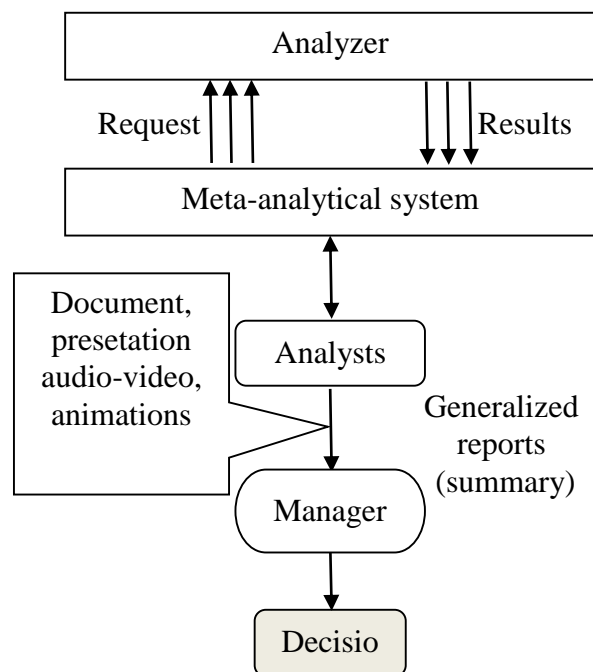 Analyzer
Request
Results
Meta-analytical system
Document,
presetation
audio-video,
animations
Analysts
Generalized
reports
(summary)
Manager
Decisio